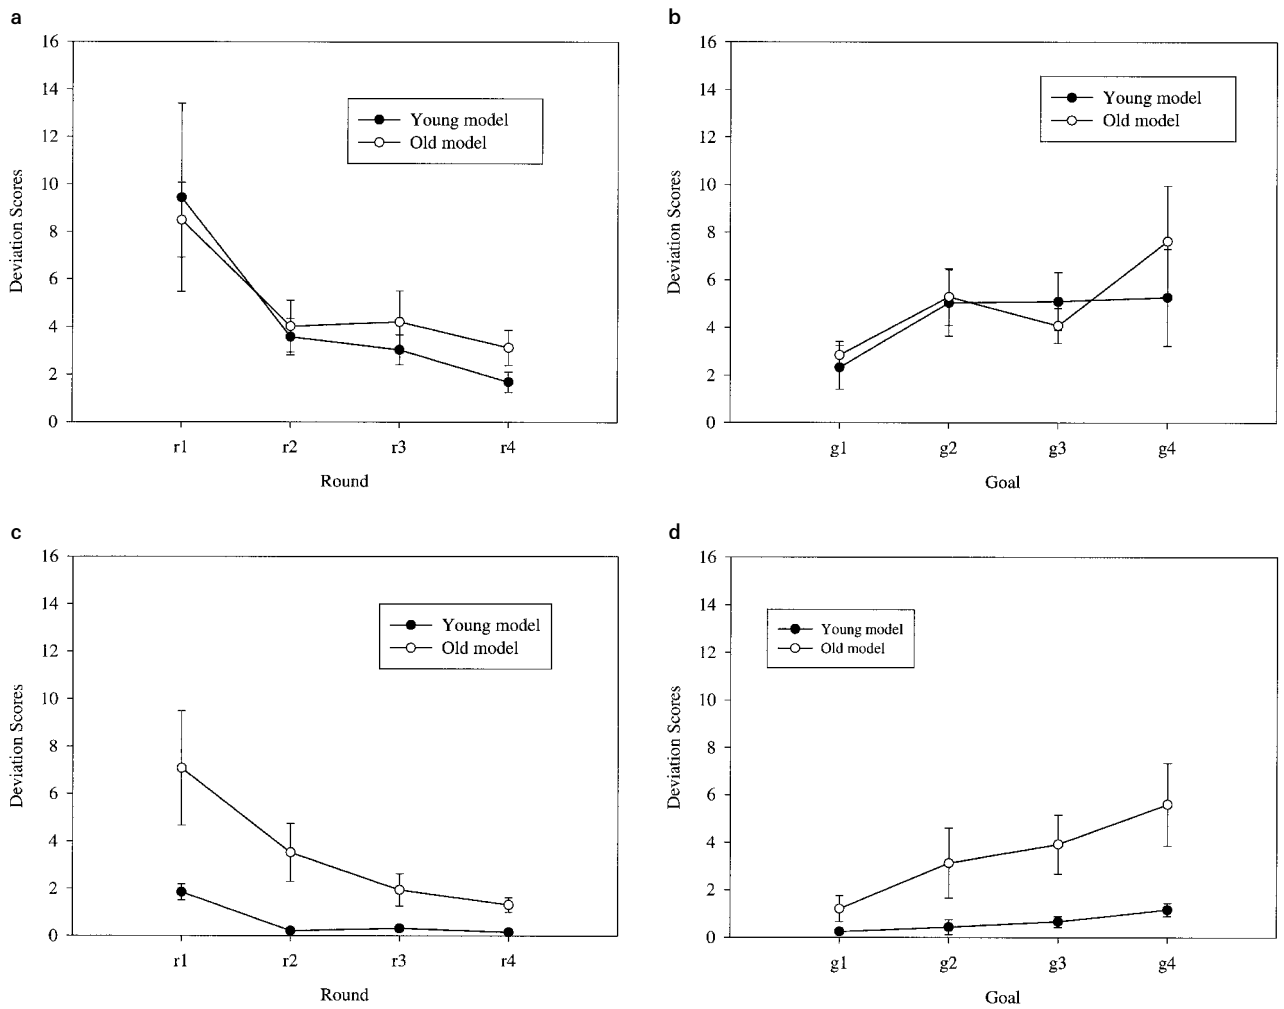 a
16
14
12
10
8
6
4
2
0
Deviation Scores
Young model
Old model
r1 r2 r3 r4
Round
b
16
14
12
10
8
6
4
2
0
Deviation Scores
Young model
Old model
g1 g2 g3 g4
Goal
c
16
14
12
10
8
6
4
2
0
Deviation Scores
Young model
Old model
r1 r2 r3 r4
Round
d
16
14
12
10
8
6
4
2
0
Deviation Scores
Young model
Old model
g1 g2 g3 g4
Goal